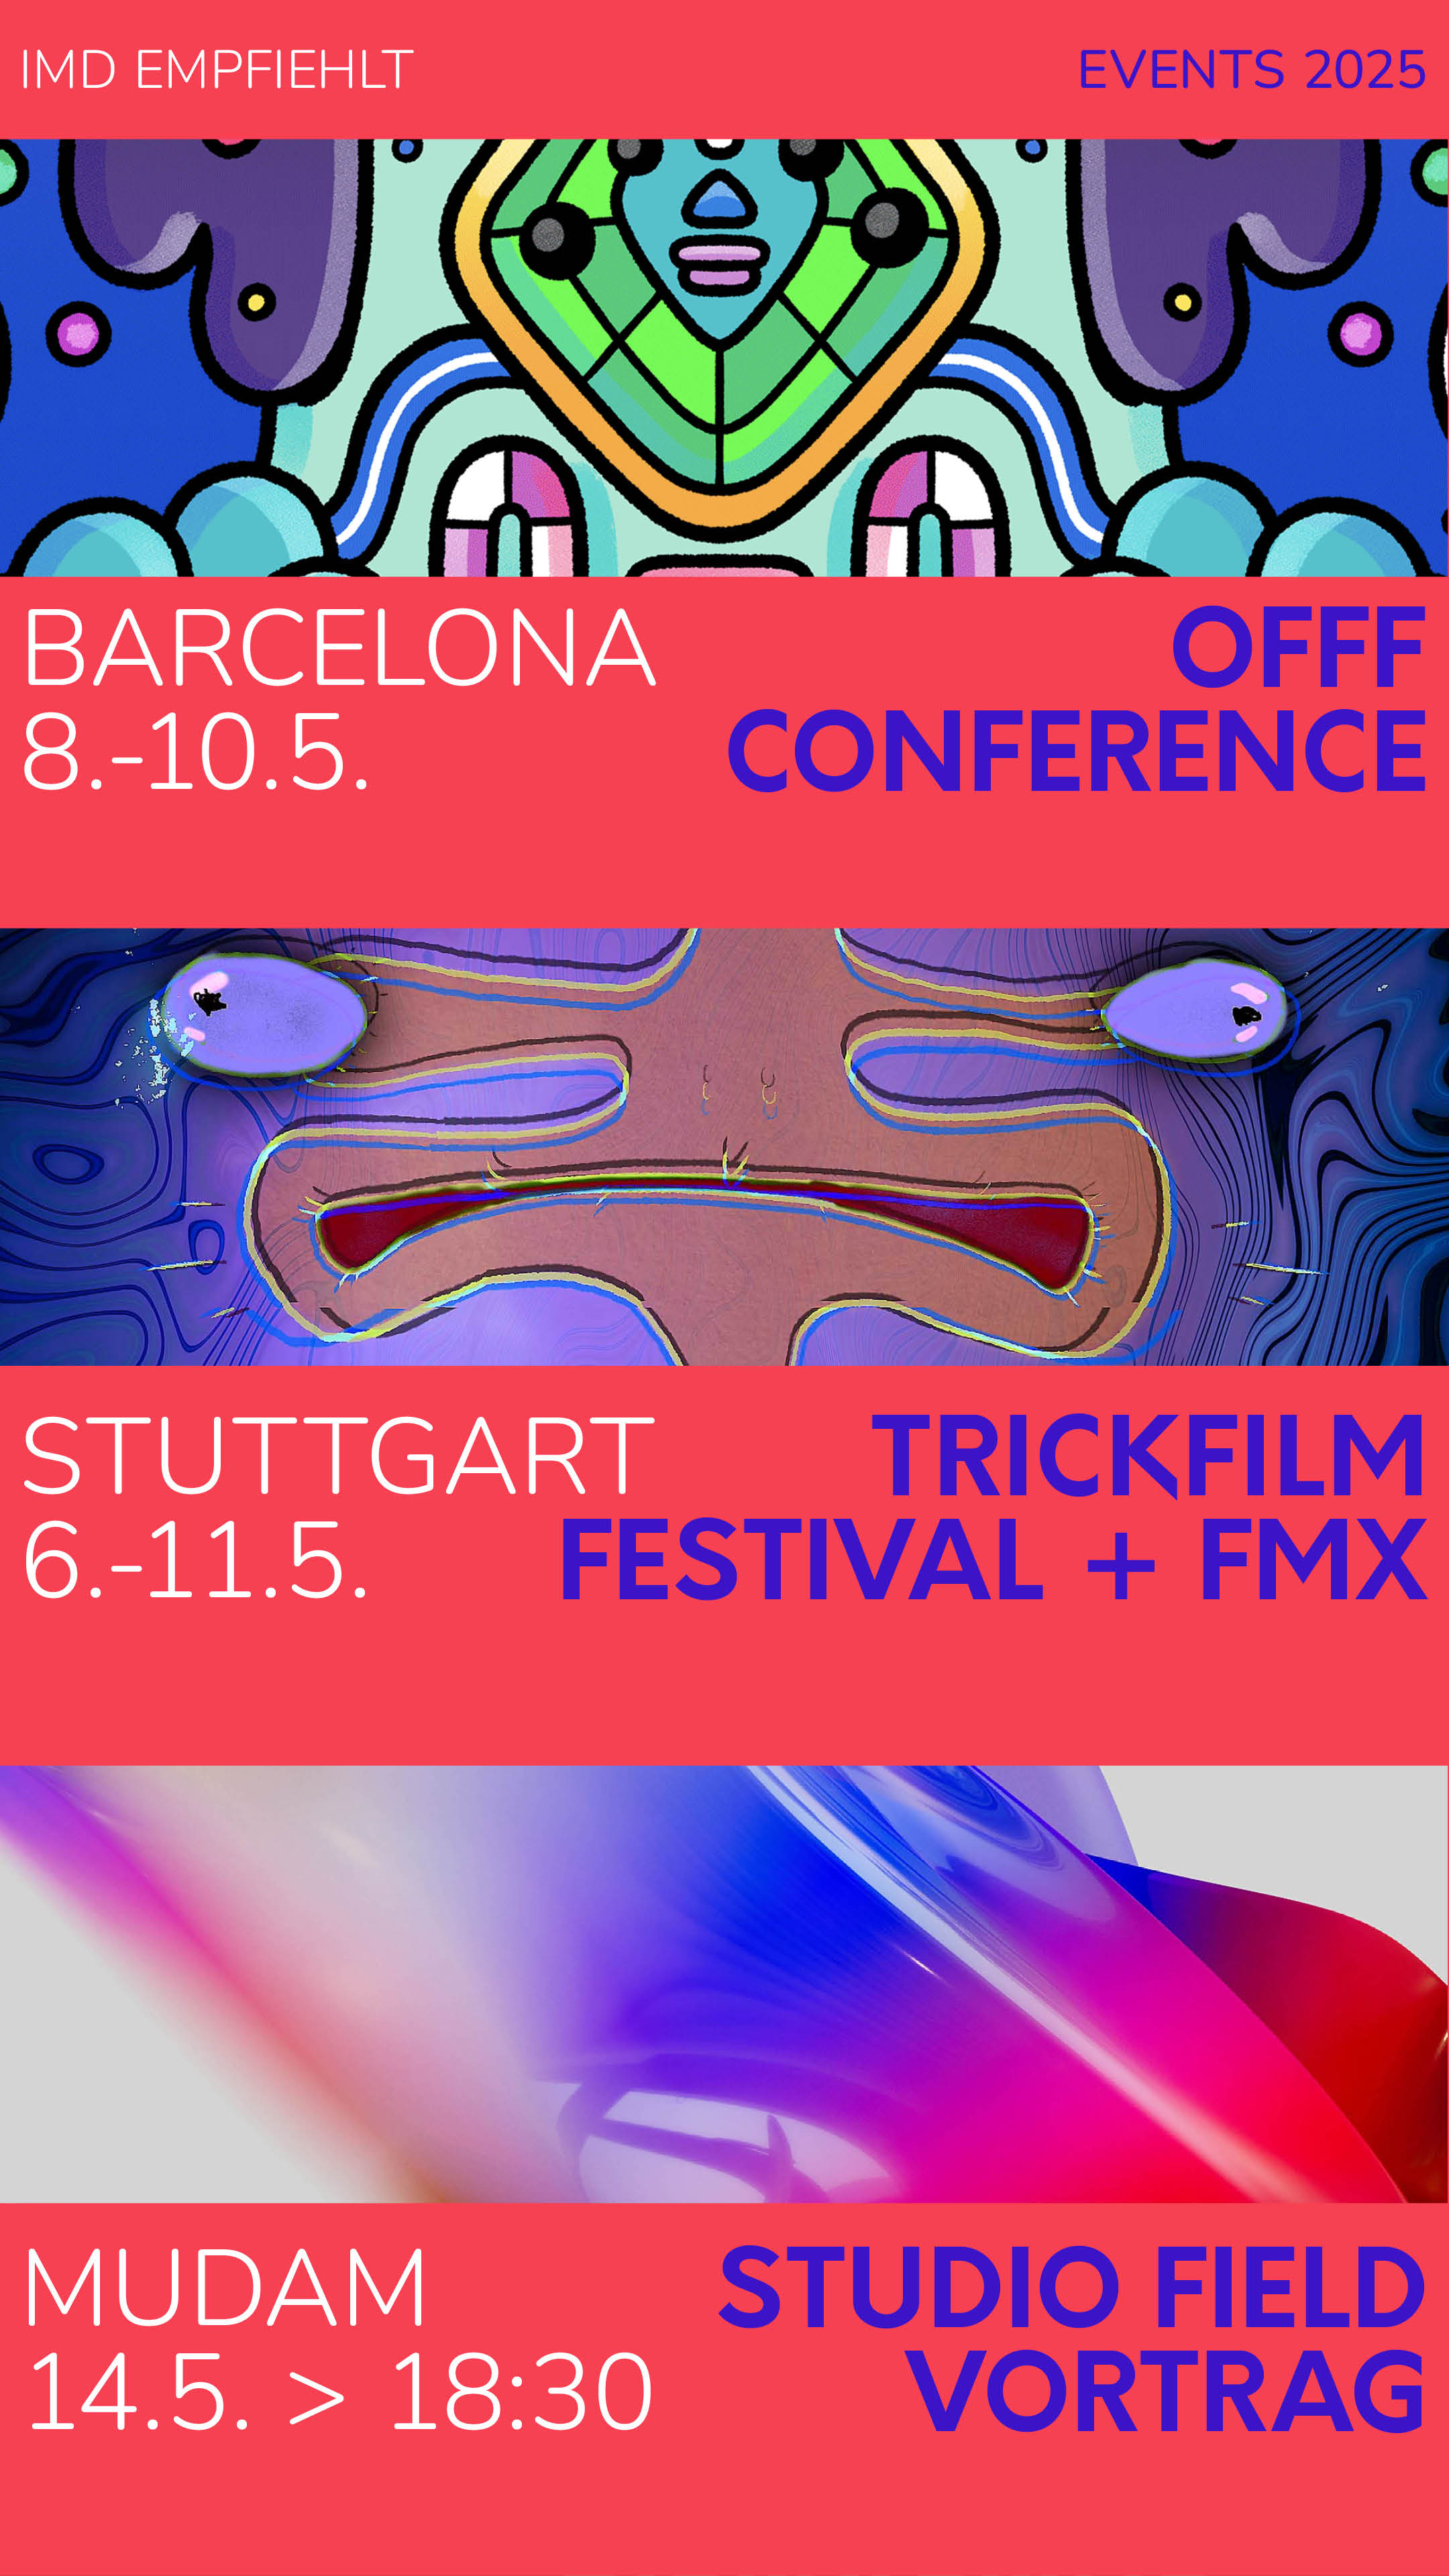 IMD EMPFIEHLT
EVENTS 2025
BARCELONA
8.-10.5.
OFFF
CONFERENCE
STUTTGART
6.-11.5.
TRICKFILM
FESTIVAL + FMX
MUDAM
14.5. > 18:30
STUDIO FIELD
VORTRAG